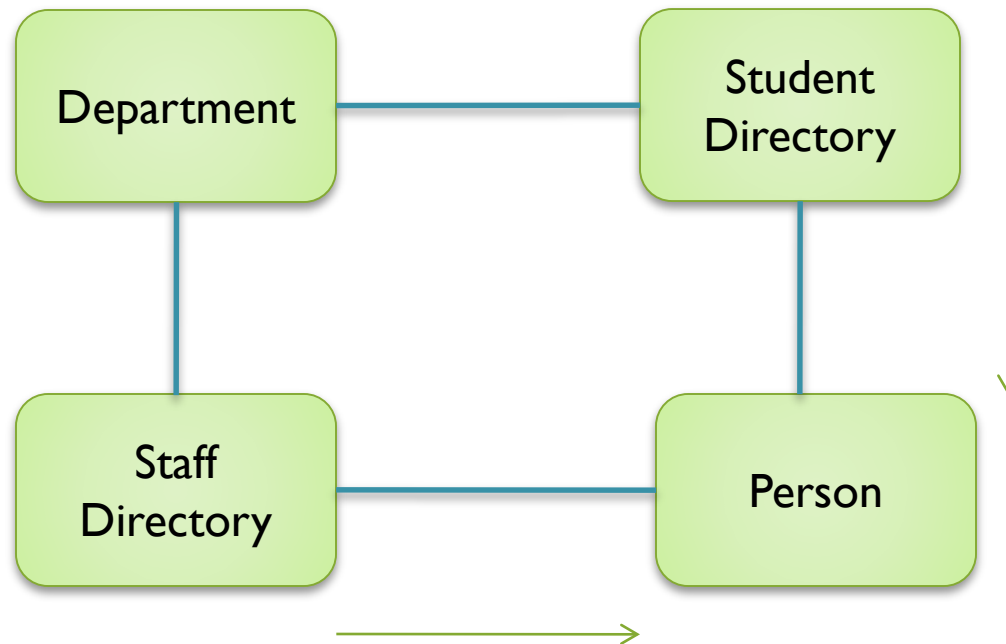 Department
Student
Directory
Staff
Directory
Person